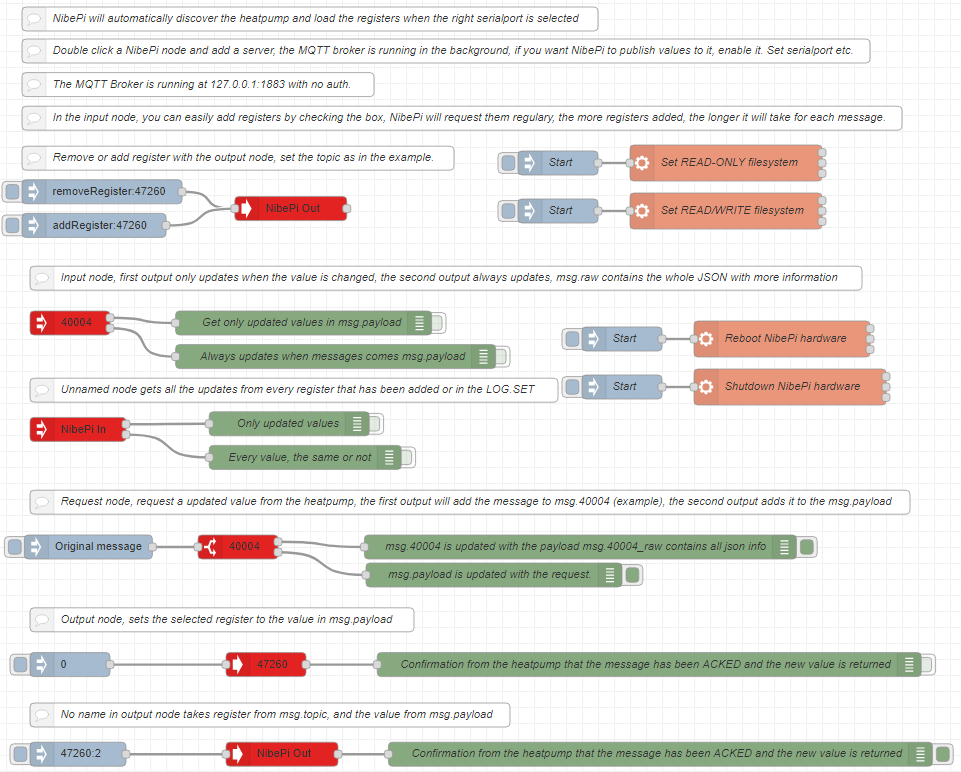 NibePi will automatically discover the heatpump and load the registers when the right serialport is selected
Double click a NibePi node and add a server, the MQTT broker is running in the background, if you want NibePi to publish values to it, enable it. Set serialport etc.
The MQTT Broker is running at 127.0.0.1:1883 with no auth.
In the input node, you can easily add registers by checking the box, NibePi will request them regulary, the more registers added, the longer it will take for each message.
Remove or add register with the output node, set the topic as in the example.
Start
Set READ-ONLY filesystem
removeRegister:47260
NibePi Out
Start
Set READ/WRITE filesystem
addRegister:47260
Input node, first output only updates when the value is changed, the second output always updates, msg.raw contains the whole JSON with more information
40004
Get only updated values in msg.payload
Start
Reboot NibePi hardware
Always updates when messages comes msg.payload
Unnamed node gets all the updates from every register that has been added or in the LOG.SET
Start
Shutdown NibePi hardware
NibePi In
Only updated values
Every value, the same or not
Request node, request a updated value from the heatpump, the first output will add the message to msg.40004 (example), the second output adds it to the msg.payload
Original message
40004
msg.40004 is updated with the payload msg.40004_raw contains all json info
msg.payload is updated with the request.
Output node, sets the selected register to the value in msg.payload
0
47260
Confirmation from the heatpump that the message has been ACKED and the new value is returned
No name in output node takes register from msg.topic, and the value from msg.payload
47260:2
NibePi Out
Confirmation from the heatpump that the message has been ACKED and the new value is returned